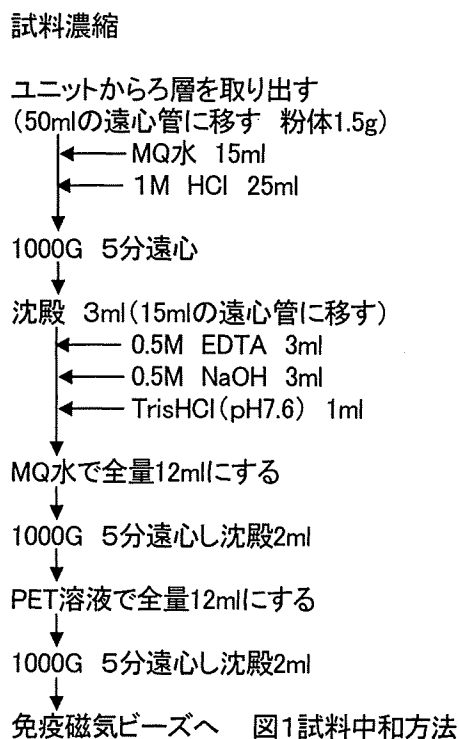 試料濃縮
ユニットからろ層を取り出す
(50mlの遠心管に移す 粉体1.5g)
MQ水 15ml
1M HCl 25ml
1000G 5分遠心
沈殿 3ml(15mlの遠心管に移す)
0.5M EDTA 3ml
0.5M NaOH 3ml
TrisHCl(pH7.6) 1ml
MQ水で全量12mlにする
1000G 5分遠心し沈殿2ml
PET溶液で全量12mlにする
1000G 5分遠心し沈殿2ml
免疫磁気ビーズへ 図1試料中和方法